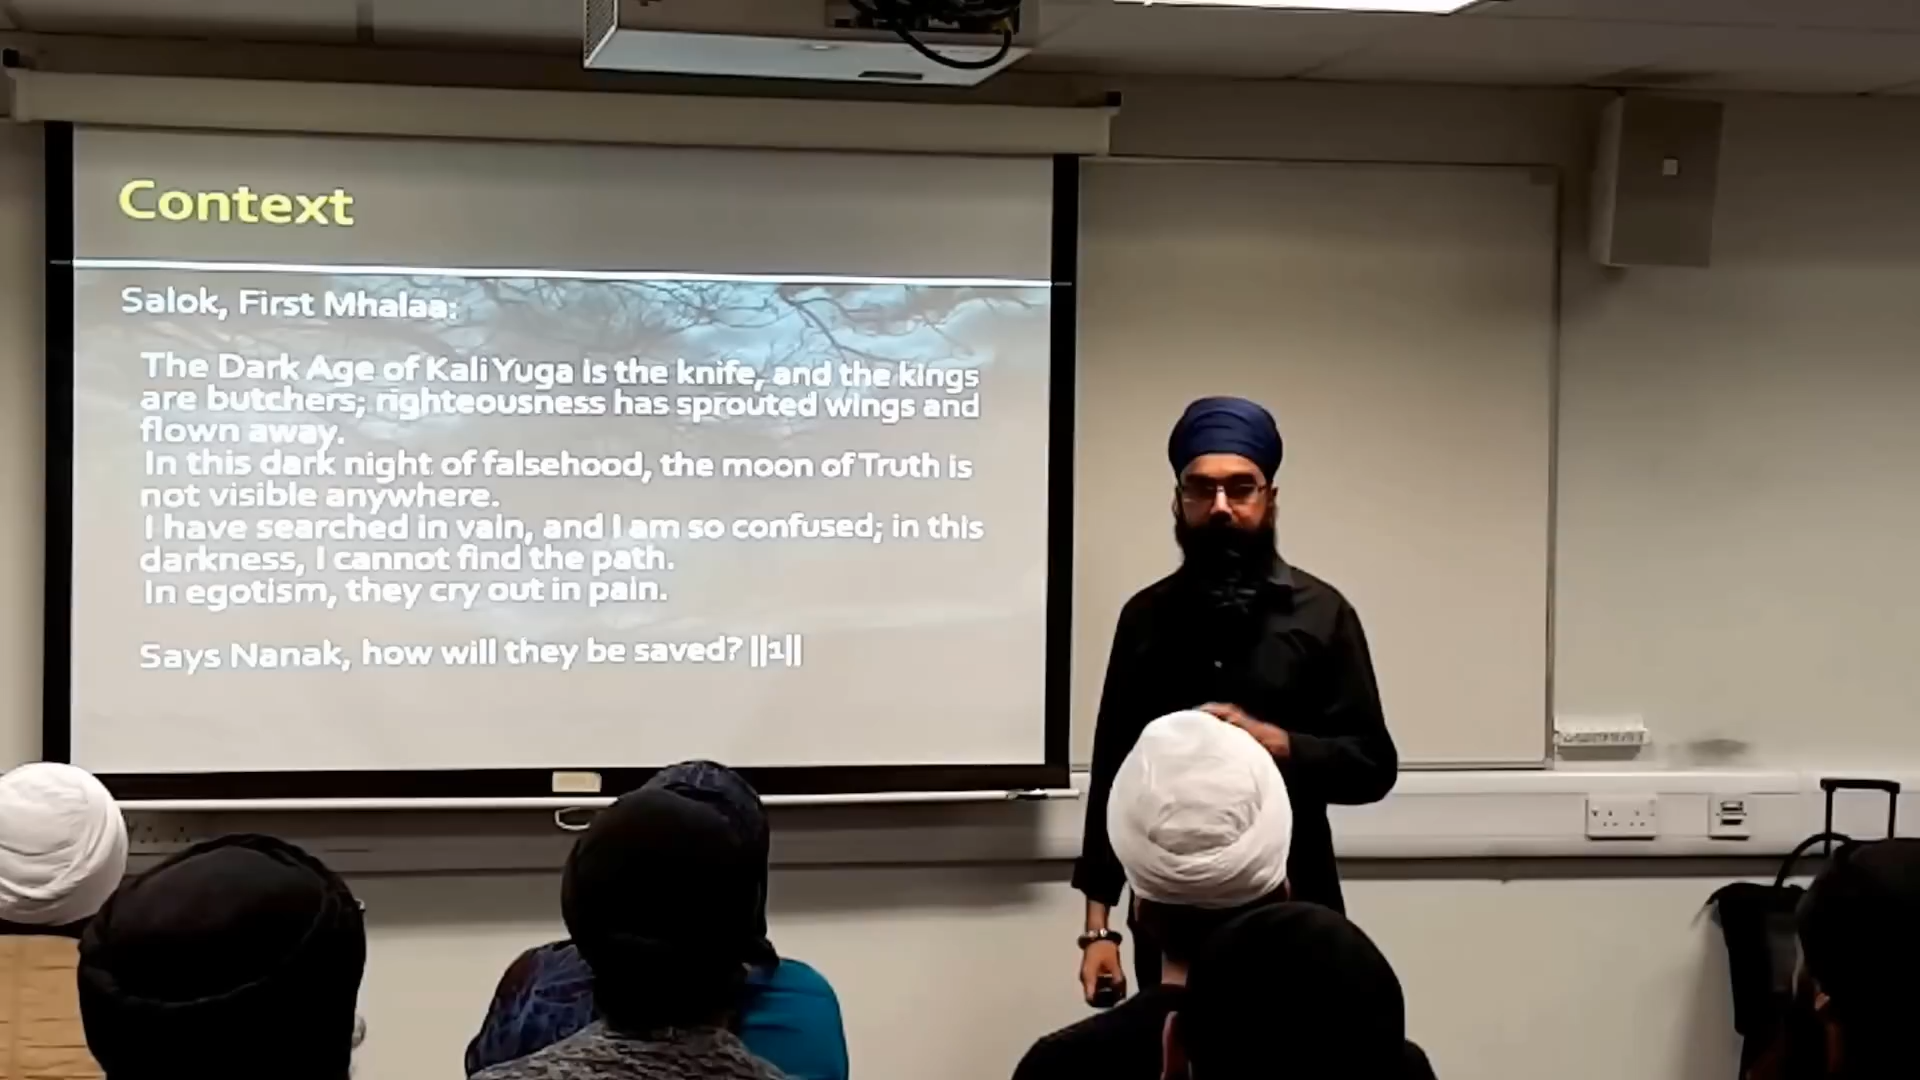 Context
Salok, First Mhalaa:
The Dark Age of Kali Yuga is the knife, and the kings
are butchers; righteousness has sprouted wings and
flown away.
In this dark night of falsehood, the moon of Truth is
not visible anywhere.
I have searched in vain, and I am so confused; in this
darkness, I cannot find the path.
In egotism, they cry out in pain.
Says Nanak, how will they be saved? ||1||